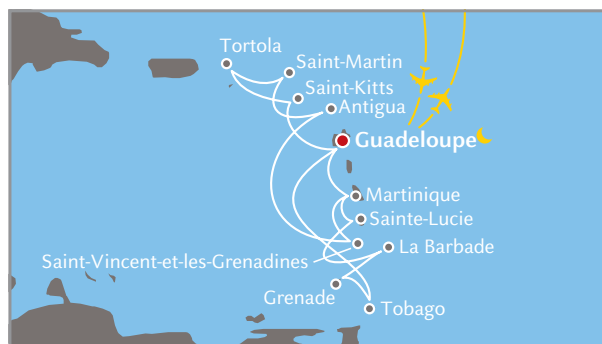 Tortola
Saint-Martin
Saint-Kitts
Antigua
Guadeloupe
Martinique
Sainte-Lucie
La Barbade
Saint-Vincent-et-les-Grenadines
Grenade
Tobago